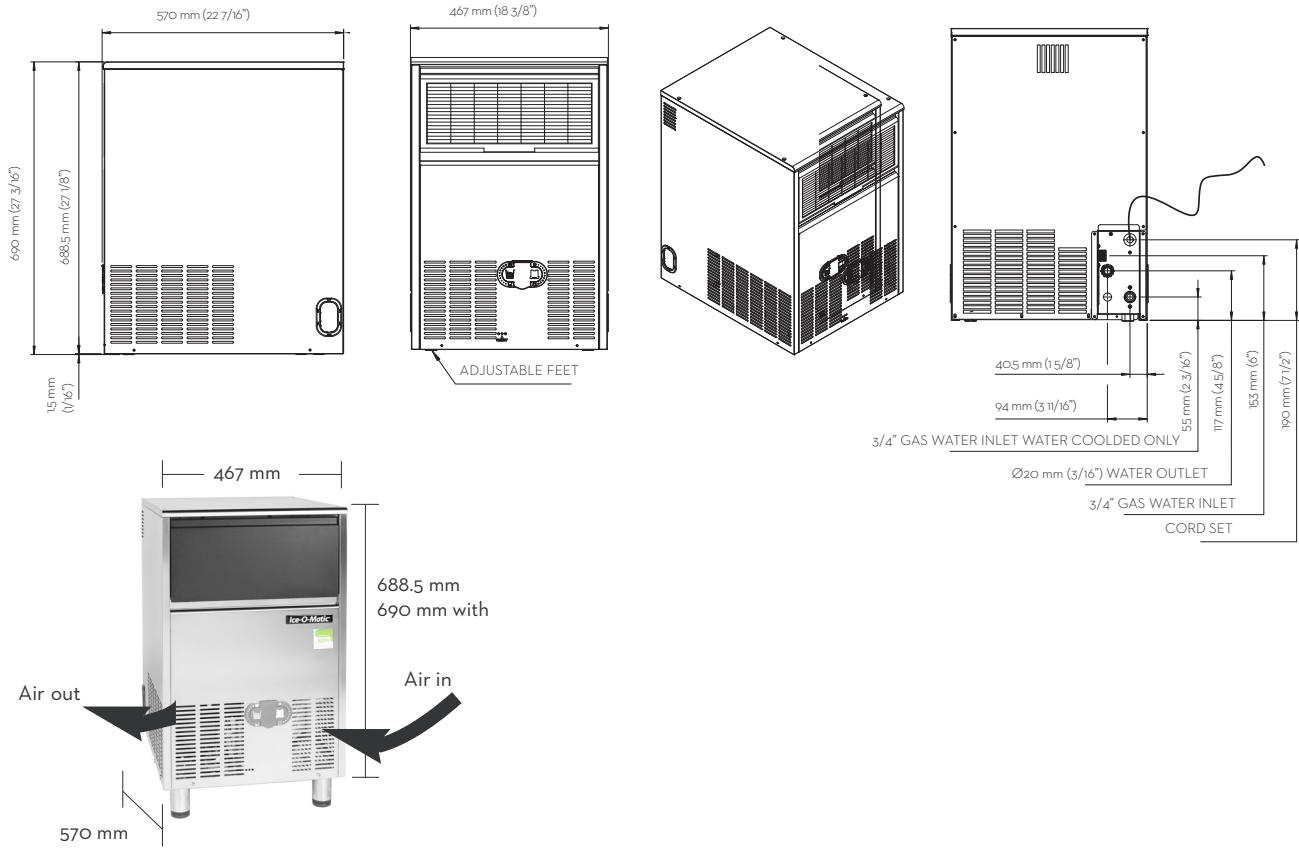 570 mm (22 7/16")
467 mm (18 3/8")
690 mm (27 3/16")
688.5 mm (27 1/8")
1.5 mm
(1/16")
ADJUSTABLE FEET
40.5 mm (1 5/8")
94 mm (3 11/16")
55 mm (2 3/16")
117 mm (4 5/8")
153 mm (6")
190 mm (7 1/2")
3/4" GAS WATER INLET WATER COOLDED ONLY
Ø20 mm (3/16") WATER OUTLET
3/4" GAS WATER INLET
CORD SET
467 mm
688.5 mm
690 mm with
Ice-O-Matic
Air out
Air in
570 mm